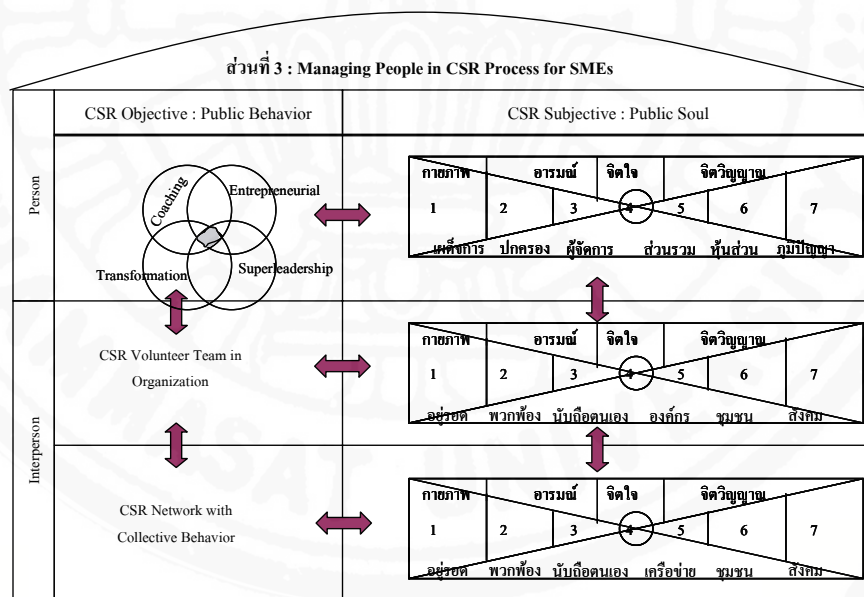 ส่วนที่ 3 : Managing People in CSR Process for SMEs
CSR Objective : Public Behavior
CSR Subjective : Public Soul
Person
Coaching
Entrepreneurial
Transformation
Superleadership
กายภาพ อารมณ์ จิตใจ จิตวิญญาณ
1 2 3 4 5 6 7
เผด็จการ ปกครอง ผู้จัดการ ส่วนรวม หุ้นส่วน ภูมิปัญญา
Interperson
CSR Volunteer Team in
Organization
กายภาพ อารมณ์ จิตใจ จิตวิญญาณ
1 2 3 4 5 6 7
อยู่รอด พวกพ้อง นับถือตนเอง องค์กร ชุมชน สังคม
CSR Network with
Collective Behavior
กายภาพ อารมณ์ จิตใจ จิตวิญญาณ
1 2 3 4 5 6 7
อยู่รอด พวกพ้อง นับถือตนเอง เครือข่าย ชุมชน สังคม